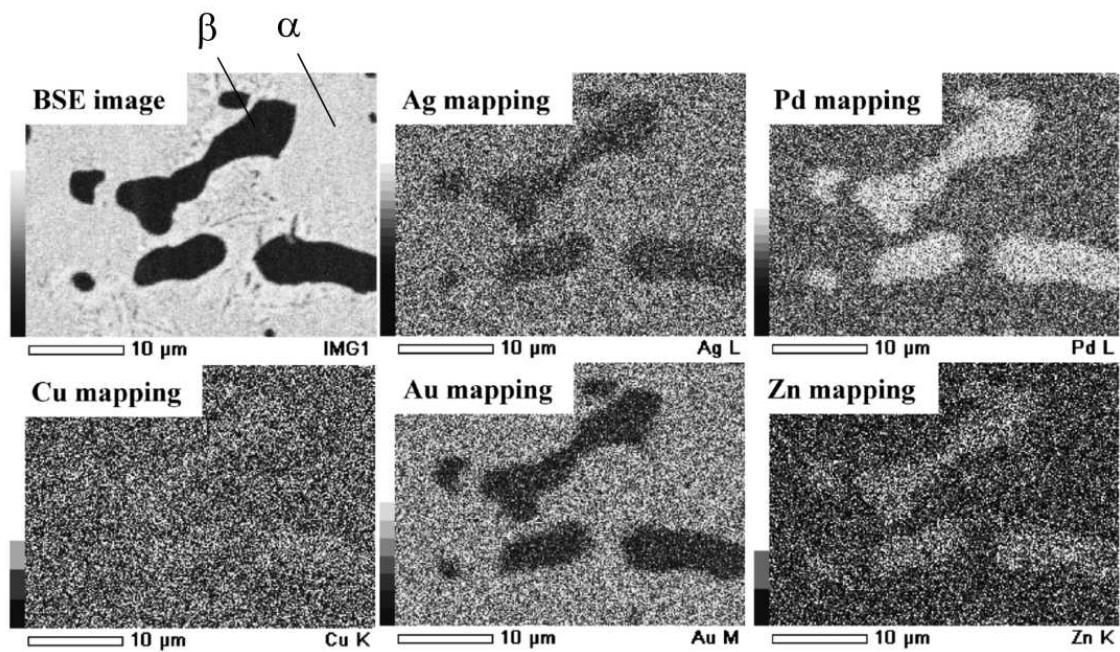 β α
BSE image
Ag mapping
Pd mapping
10 μm IMG1
10 μm Ag L
10 μm Pd L
Cu mapping
Au mapping
Zn mapping
10 μm Cu K
10 μm Au M
10 μm Zn K